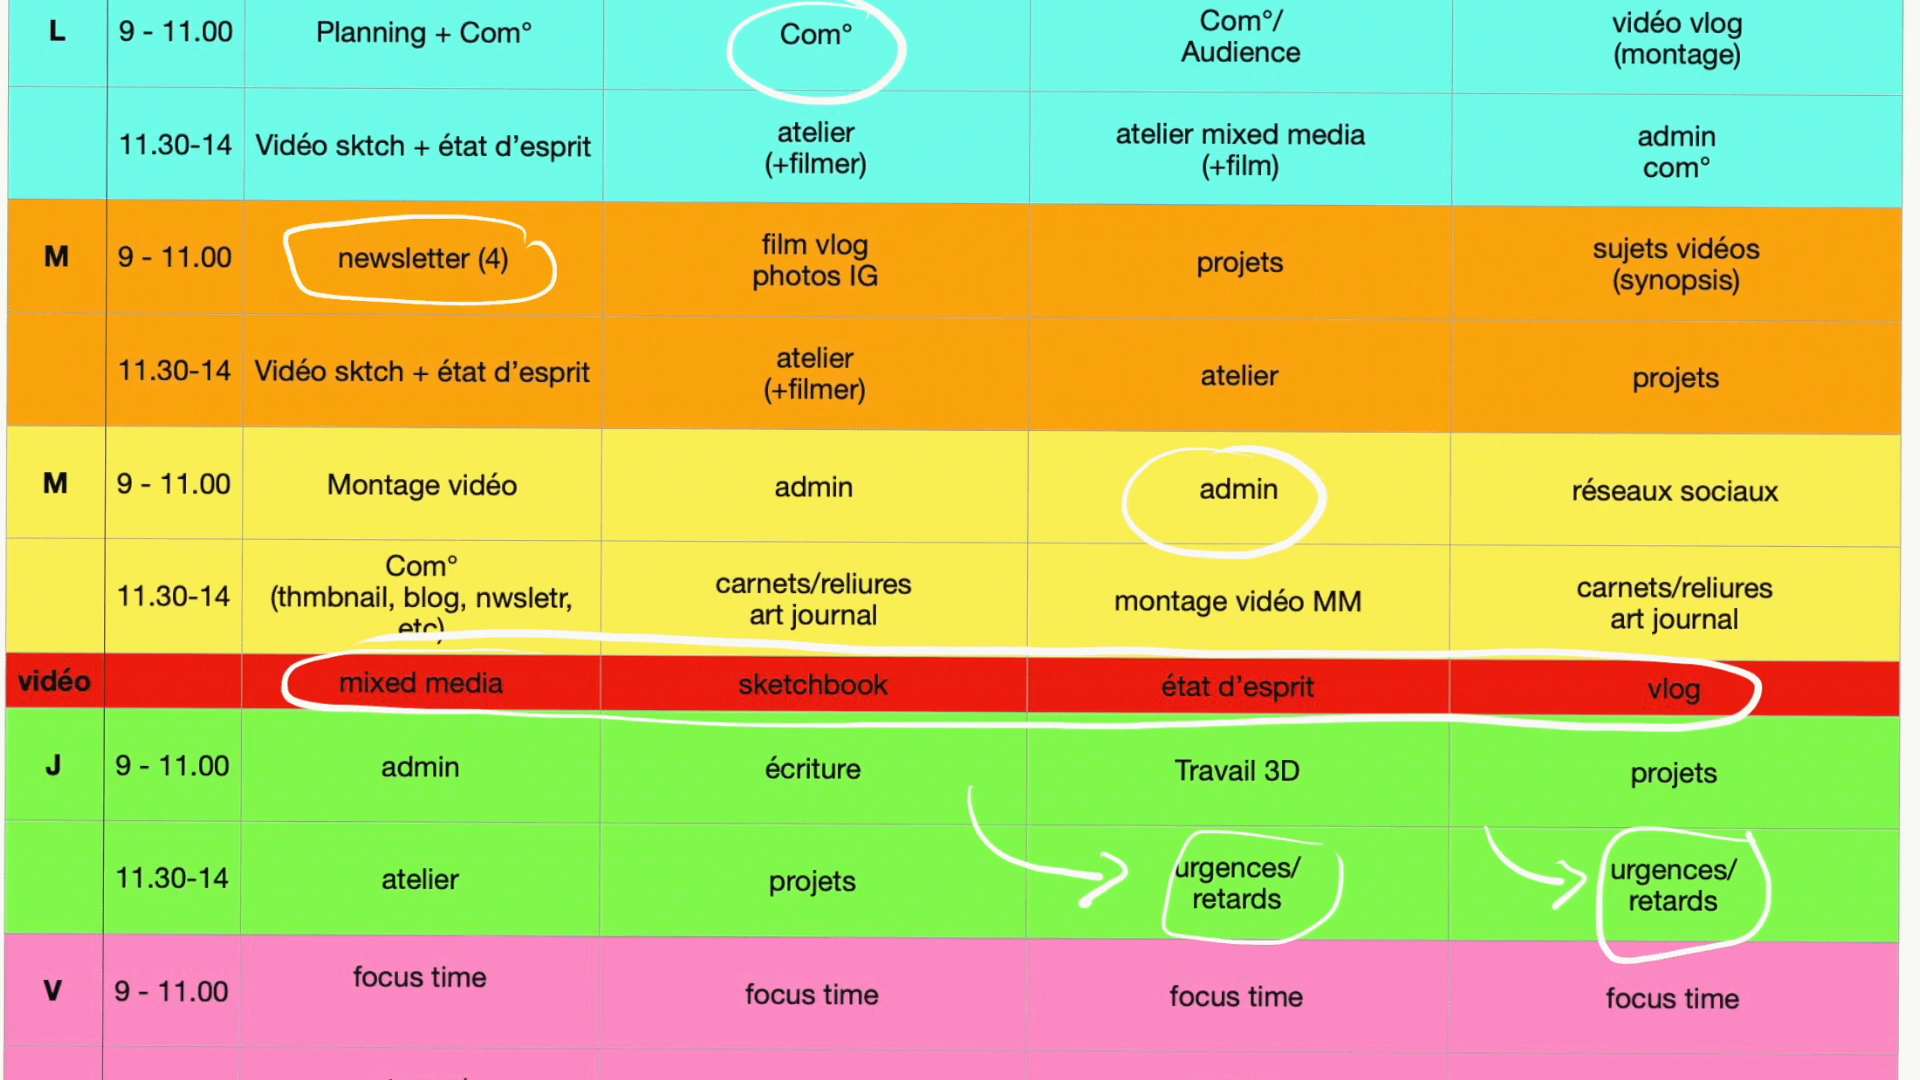 L
9 - 11.00
Planning + Com°
Com°
Com°/
Audience
vidéo vlog
(montage)
11.30-14
Vidéo sktch + état d’esprit
atelier
(+filmer)
atelier mixed media
(+film)
admin
com°
M
9 - 11.00
newsletter (4)
film vlog
photos IG
projets
sujets vidéos
(synopsis)
11.30-14
Vidéo sktch + état d’esprit
atelier
(+filmer)
atelier
projets
M
9 - 11.00
Montage vidéo
admin
admin
réseaux sociaux
11.30-14
Com°
(thmbnail, blog, nwsletr,
etc)
carnets/reliures
art journal
montage vidéo MM
carnets/reliures
art journal
vidéo
mixed media
sketchbook
état d’esprit
vlog
J
9 - 11.00
admin
écriture
Travail 3D
projets
11.30-14
atelier
projets
urgences/
retards
urgences/
retards
V
9 - 11.00
focus time
focus time
focus time
focus time